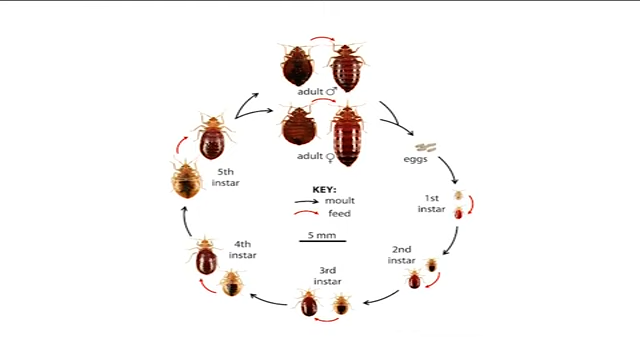 adult ♂
adult ♀
eggs
1st
instar
2nd
instar
3rd
instar
4th
instar
5th
instar
KEY:
moult
feed
5 mm